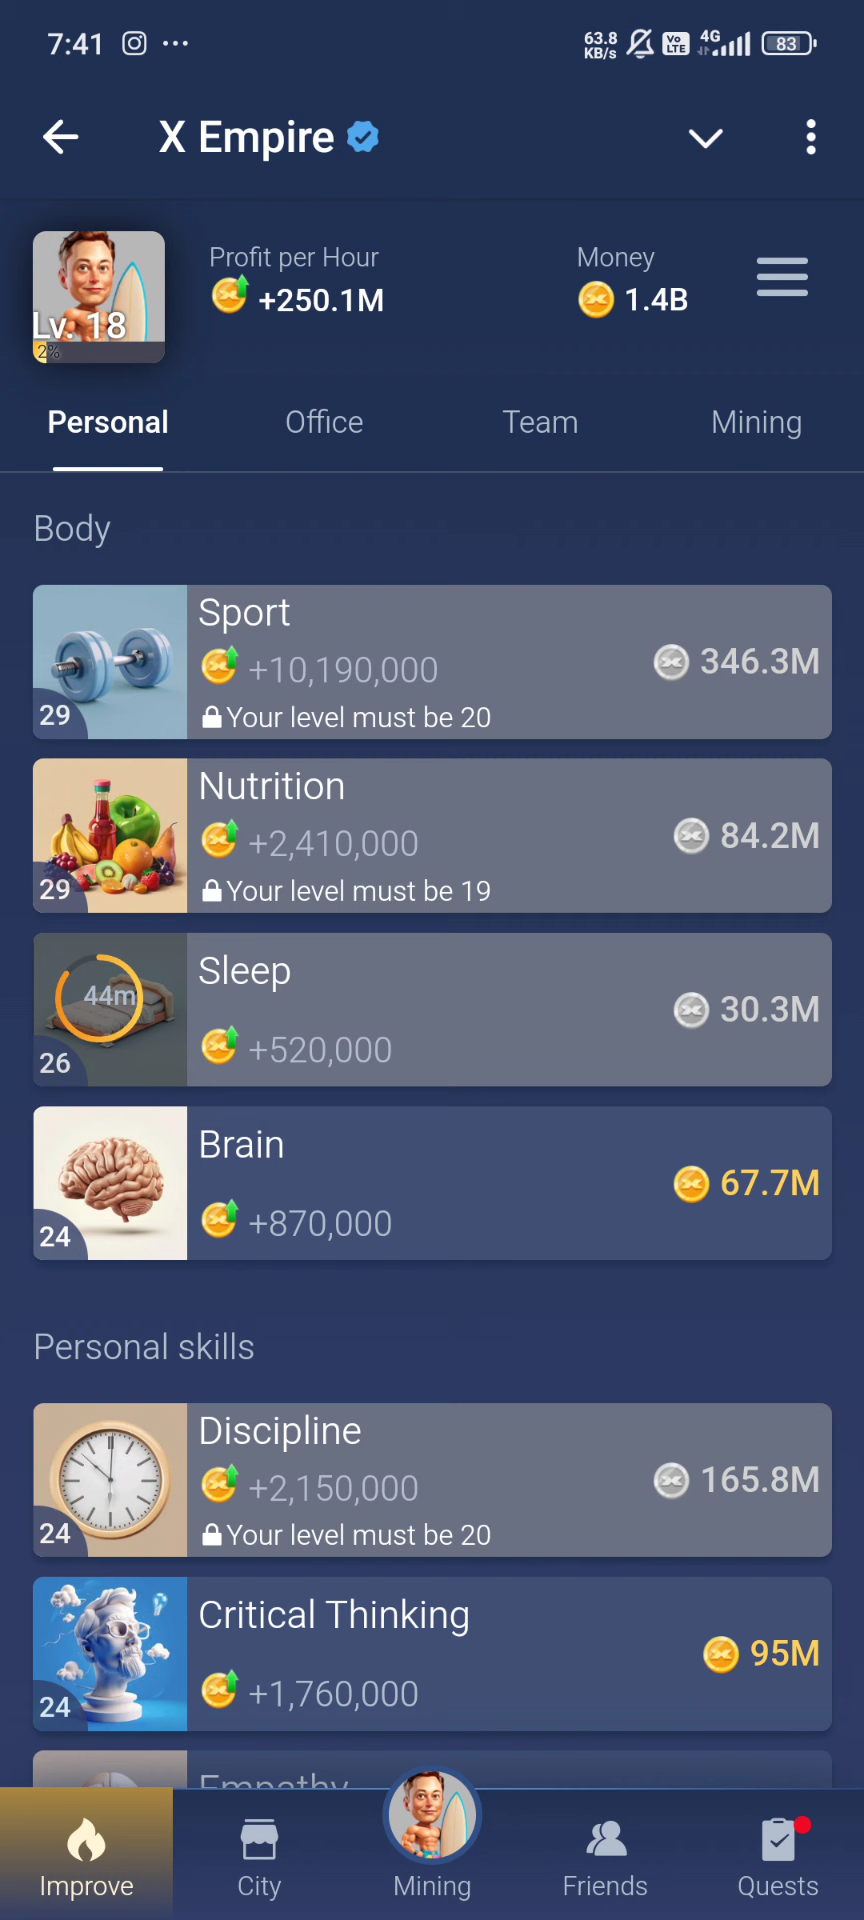 7:41
63.8 KB/s
Vo LTE
4G
83
X Empire
Lv. 18
2%
Profit per Hour
+250.1M
Money
1.4B
Personal
Office
Team
Mining
Body
Sport
+10,190,000
346.3M
Your level must be 20
29
Nutrition
+2,410,000
84.2M
Your level must be 19
29
Sleep
44m
+520,000
30.3M
26
Brain
+870,000
67.7M
24
Personal skills
Discipline
+2,150,000
165.8M
Your level must be 20
24
Critical Thinking
+1,760,000
95M
24
Empathy
Improve
City
Mining
Friends
Quests